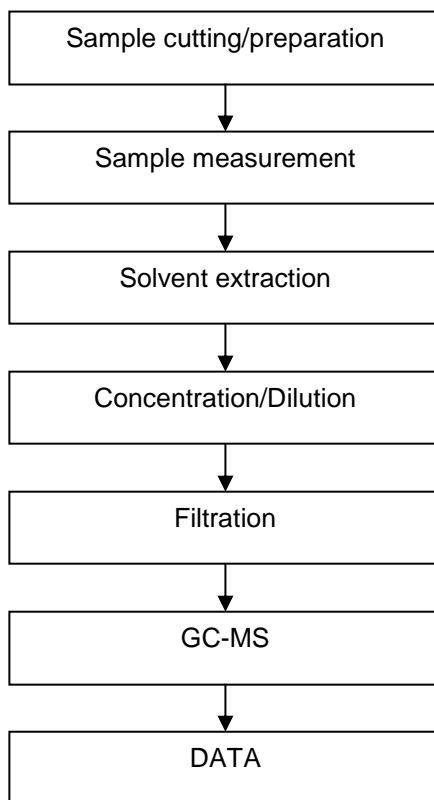 Sample cutting/preparation
Sample measurement
Solvent extraction
Concentration/Dilution
Filtration
GC-MS
DATA